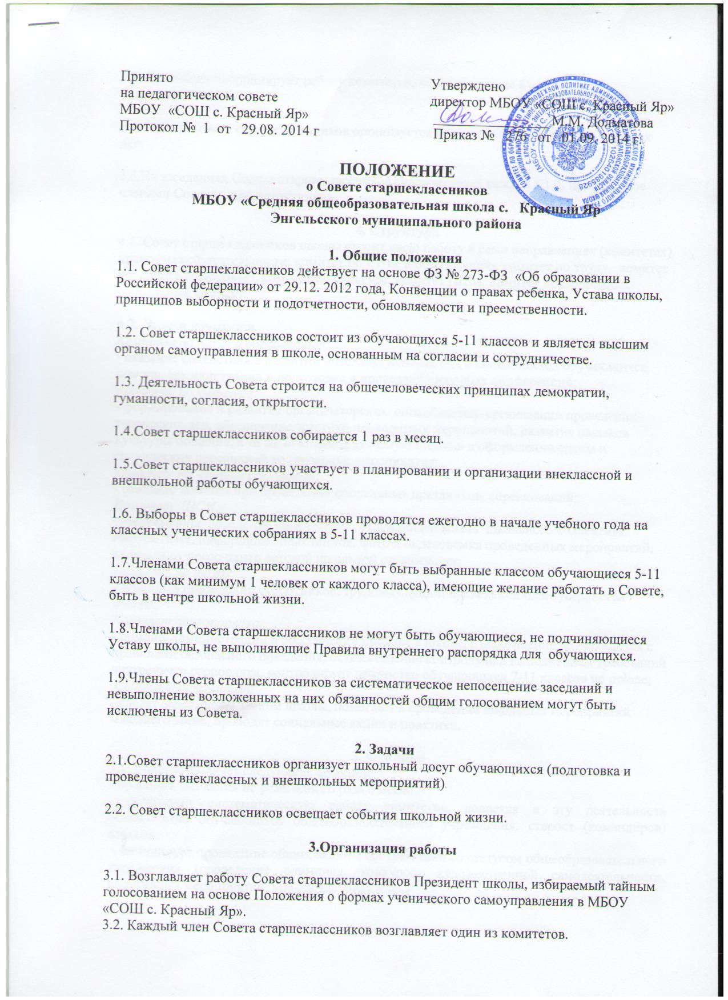 Принято
на педагогическом совете
МБОУ «СОШ с. Красный Яр»
Протокол № 1 от 29.08. 2014 г
Утверждено
директор МБОУ «СОШ с. Красный Яр»
М.М. Долматова
Приказ № 276 от 01.09. 2014 г.
ПОЛОЖЕНИЕ
о Совете старшеклассников
МБОУ «Средняя общеобразовательная школа с. Красный Яр
Энгельсского муниципального района
1. Общие положения
1.1. Совет старшеклассников действует на основе ФЗ № 273-ФЗ «Об образовании в
Российской федерации» от 29.12. 2012 года, Конвенции о правах ребенка, Устава школы,
принципов выборности и подотчетности, обновляемости и преемственности.
1.2. Совет старшеклассников состоит из обучающихся 5-11 классов и является высшим
органом самоуправления в школе, основанным на согласии и сотрудничестве.
1.3. Деятельность Совета строится на общечеловеческих принципах демократии,
гуманности, согласия, открытости.
1.4.Совет старшеклассников собирается 1 раз в месяц.
1.5.Совет старшеклассников участвует в планировании и организации внеклассной и
внешкольной работы обучающихся.
1.6. Выборы в Совет старшеклассников проводятся ежегодно в начале учебного года на
классных ученических собраниях в 5-11 классах.
1.7.Членами Совета старшеклассников могут быть выбранные классом обучающиеся 5-11
классов (как минимум 1 человек от каждого класса), имеющие желание работать в Совете,
быть в центре школьной жизни.
1.8.Членами Совета старшеклассников не могут быть обучающиеся, не подчиняющиеся
Уставу школы, не выполняющие Правила внутреннего распорядка для обучающихся.
1.9.Члены Совета старшеклассников за систематическое непосещение заседаний и
невыполнение возложенных на них обязанностей общим голосованием могут быть
исключены из Совета.
2. Задачи
2.1.Совет старшеклассников организует школьный досуг обучающихся (подготовка и
проведение внеклассных и внешкольных мероприятий).
2.2. Совет старшеклассников освещает события школьной жизни.
3.Организация работы
3.1. Возглавляет работу Совета старшеклассников Президент школы, избираемый тайным
голосованием на основе Положения о формах ученического самоуправления в МБОУ
«СОШ с. Красный Яр».
3.2. Каждый член Совета старшеклассников возглавляет один из комитетов.